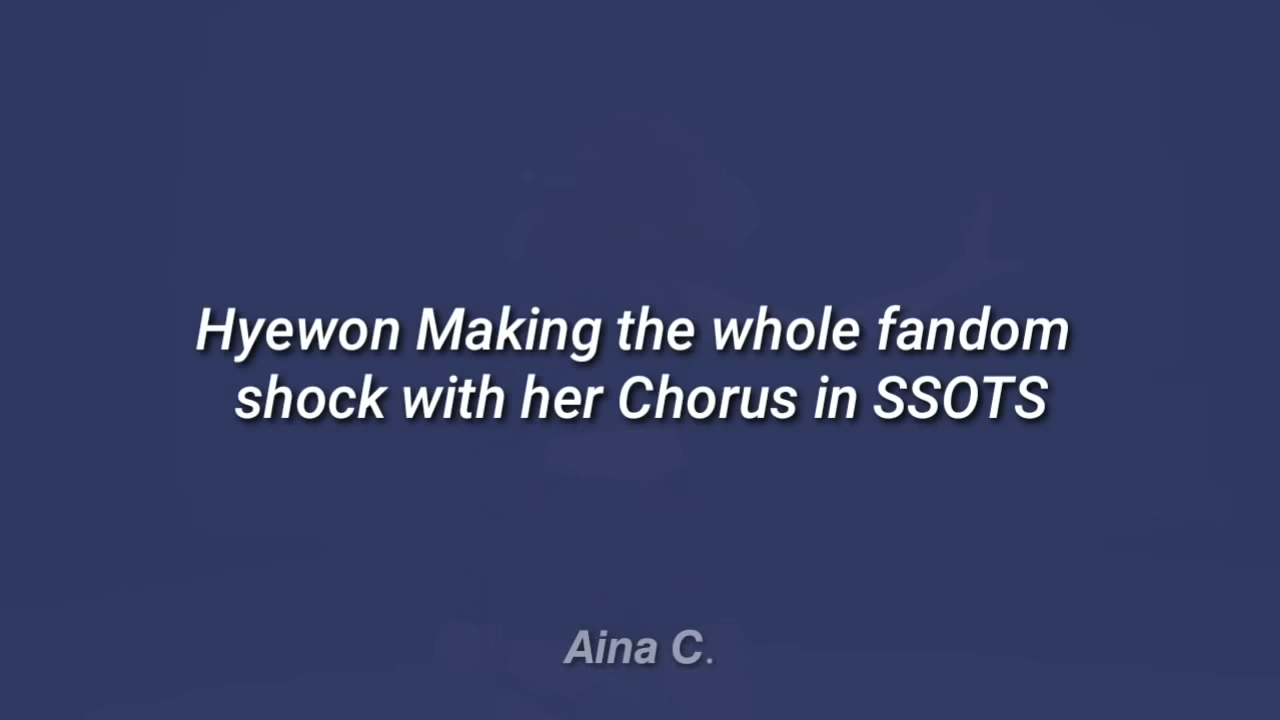 Hyewon Making the whole fandom
shock with her Chorus in SSOTS
Aina C.